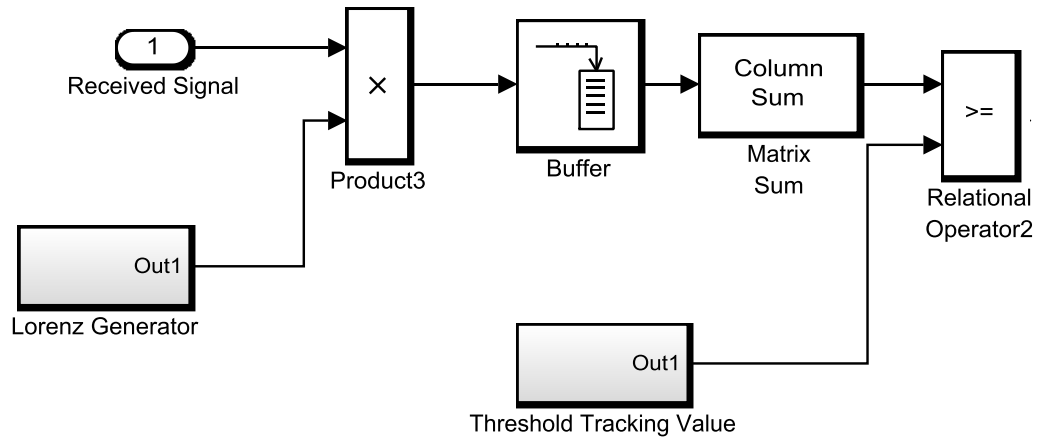 1
Received Signal
×
Product3
Buffer
Column
Sum
Matrix
Sum
>=
Relational
Operator2
Out1
Lorenz Generator
Out1
Threshold Tracking Value